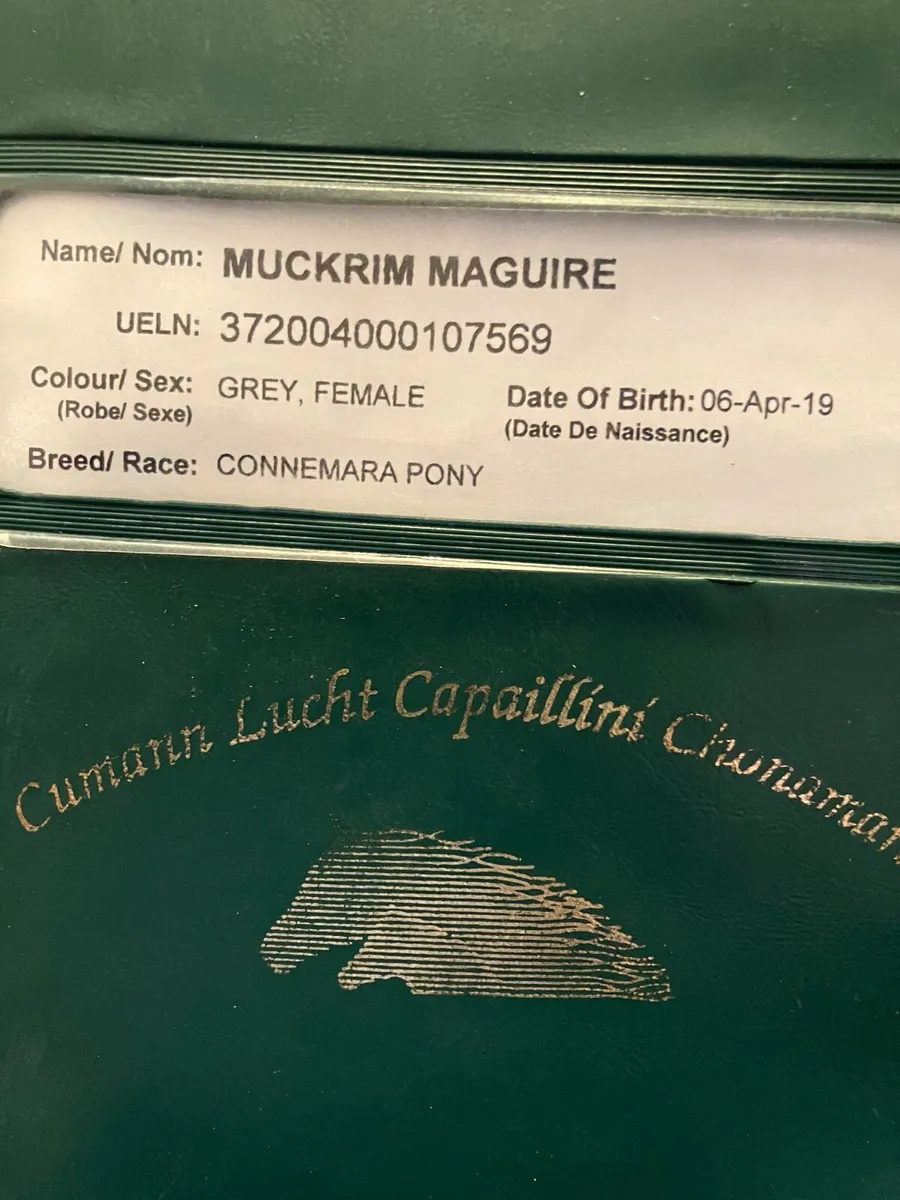 Name/ Nom: MUCKRIM MAGUIRE
UELN: 372004000107569
Colour/ Sex: GREY, FEMALE Date Of Birth: 06-Apr-19
(Robe/ Sexe) (Date De Naissance)
Breed/ Race: CONNEMARA PONY
Cumann Lucht Capaillíní Chonamar